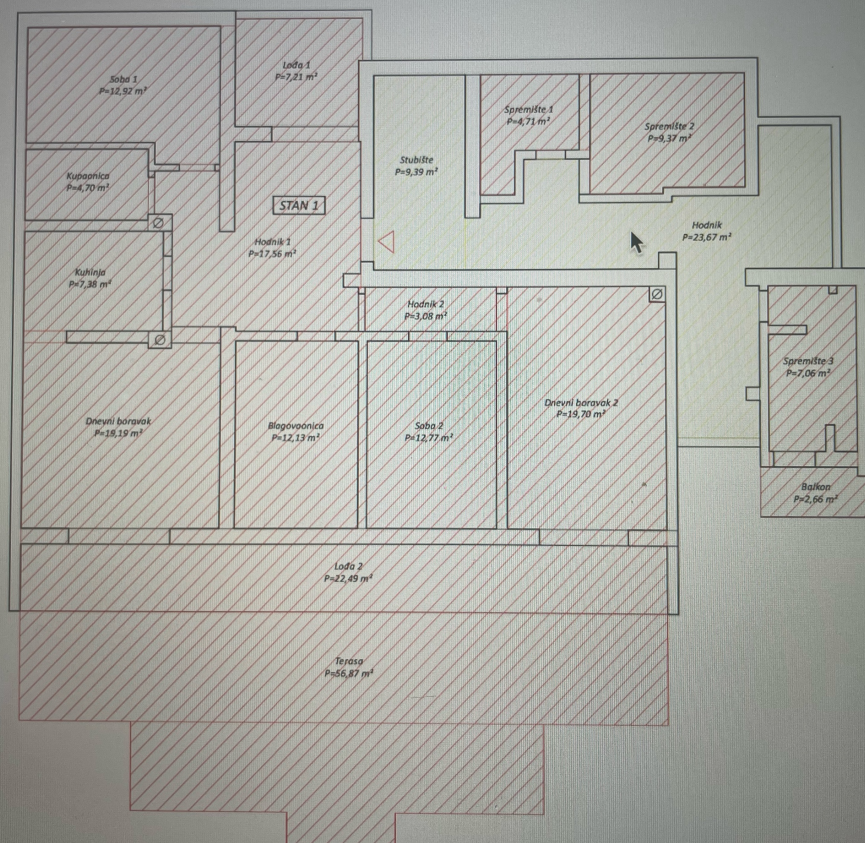 Soba 1
P=12,92 m²
Lođa 1
P=7,21 m²
Spremište 1
P=4,71 m²
Spremište 2
P=9,37 m²
Stubište
P=9,39 m²
Kupaonica
P=4,70 m²
STAN 1
Hodnik
P=23,67 m²
Hodnik 1
P=17,56 m²
Kuhinja
P=7,38 m²
Hodnik 2
P=3,08 m²
Spremište 3
P=7,06 m²
Dnevni boravak 2
P=19,70 m²
Dnevni boravak
P=19,19 m²
Blagovaonica
P=12,13 m²
Soba 2
P=12,77 m²
Balkon
P=2,66 m²
Lođa 2
P=22,49 m²
Terasa
P=56,87 m²